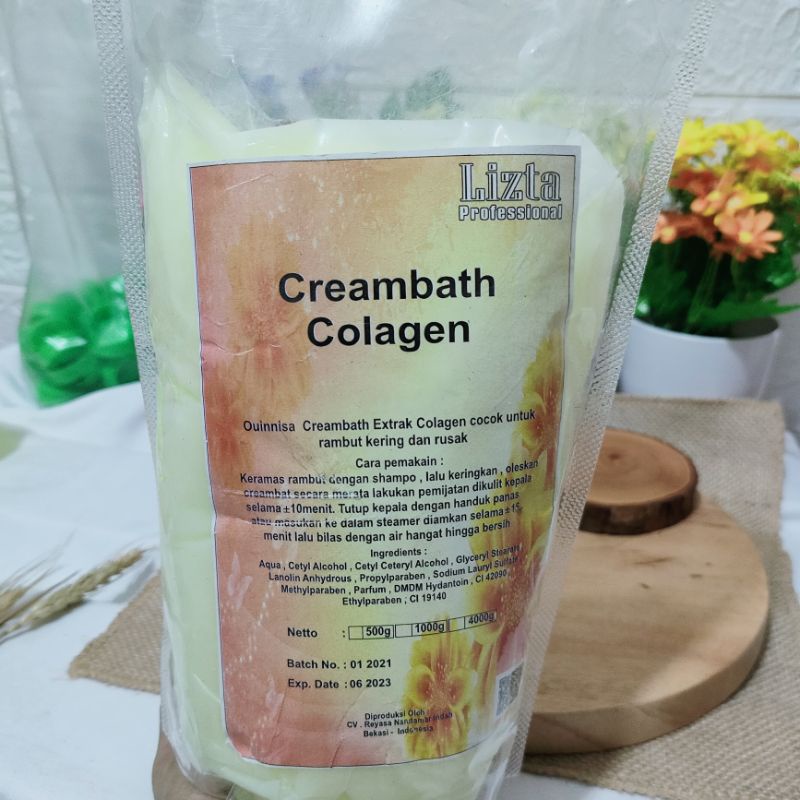 Lizta
Professional
Creambath
Colagen
Ouinnisa Creambath Extrak Colagen cocok untuk
rambut kering dan rusak
Cara pemakain :
Keramas rambut dengan shampo , lalu keringkan , oleskan
creambat secara merata lakukan pemijatan dikulit kepala
selama ±10menit. Tutup kepala dengan handuk panas
atau masukan ke dalam steamer diamkan selama ±15
menit lalu bilas dengan air hangat hingga bersih
Ingredients :
Aqua , Cetyl Alcohol , Cetyl Ceteryl Alcohol , Glyceryl Stearate ,
Lanolin Anhydrous , Propylparaben , Sodium Lauryl Sulfate ,
Methylparaben , Parfum , DMDM Hydantoin , CI 42090 ,
Ethylparaben , CI 19140
Netto : 500g 1000g 4000g
Batch No. : 01 2021
Exp. Date : 06 2023
Diproduksi Oleh :
CV . Reyasa
Bekasi - Indonesia